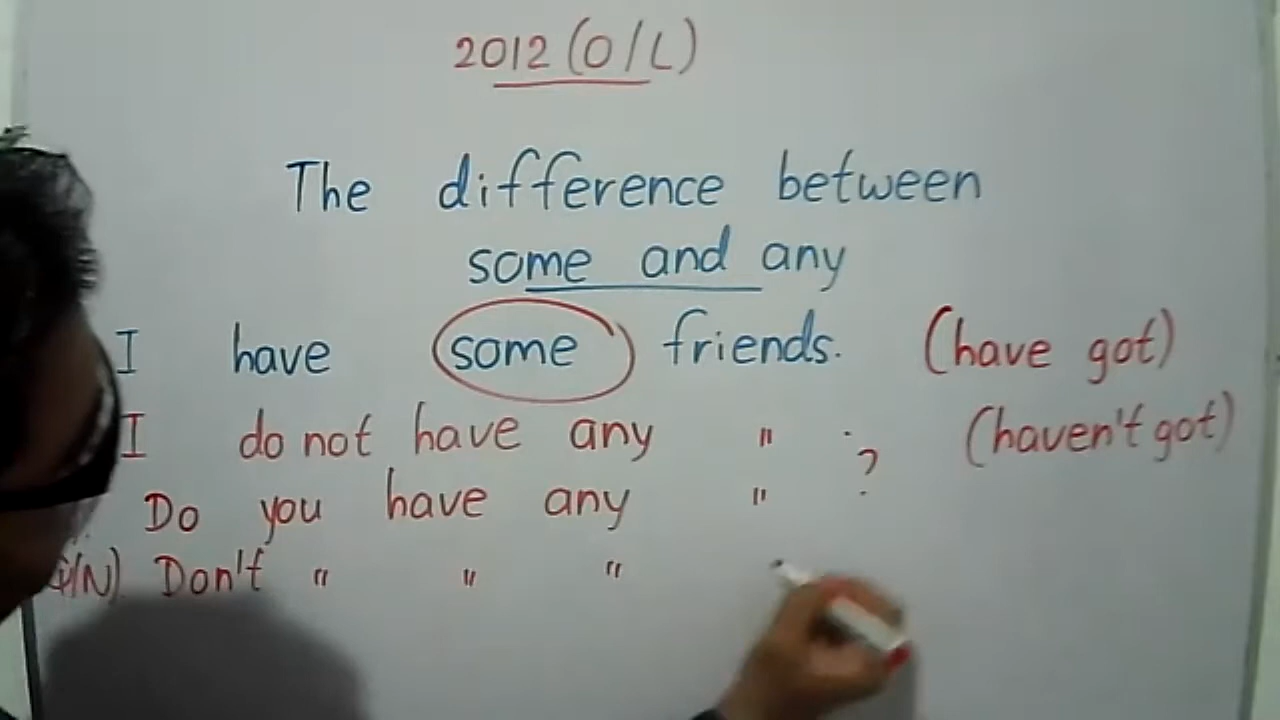 2012 (O/L)
The difference between
some and any
I have some friends. (have got)
I do not have any " . (haven't got)
Do you have any " ?
Don't " " "